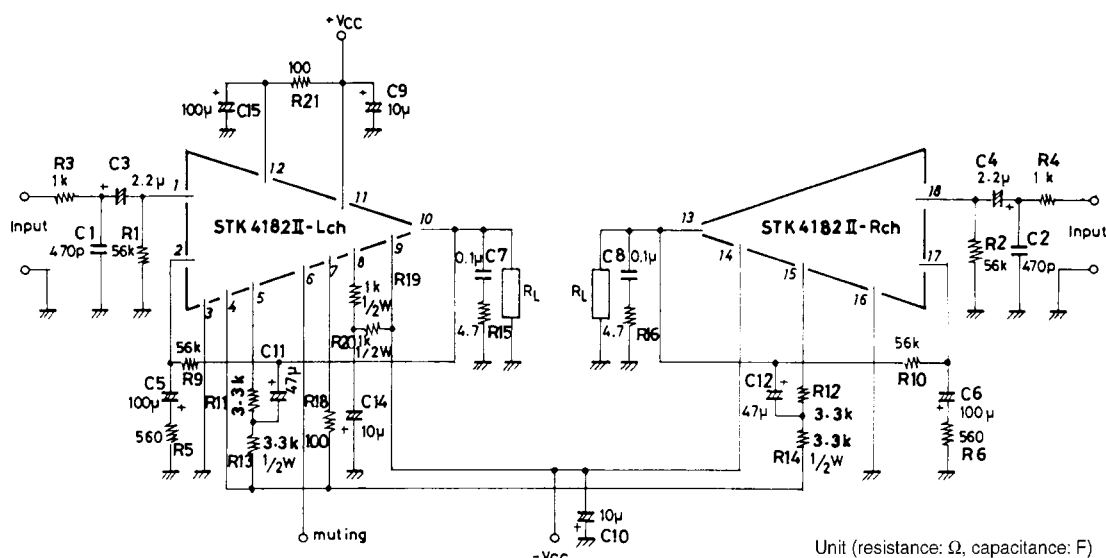 +VCC
100
R21
100µ
C15
C9
10µ
R3
1k
C3
2.2µ
Input
C1
470p
R1
56k
1
2
3
4
5
6
7
8
9
10
11
12
STK4182II-Lch
R19
1k
1/2W
R20
1k
1/2W
0.1µ
C7
RL
4.7
R15
56k
R9
C5
100µ
560
R5
C11
47µ
R11
3.3k
R13
3.3k
1/2W
R18
100
C14
10µ
muting
-VCC
10µ
C10
13
14
15
16
17
18
STK4182II-Rch
C4
2.2µ
R4
1k
Input
R2
56k
C2
470p
RL
C8
0.1µ
4.7
R16
56k
R10
C12
47µ
R12
3.3k
3.3k
R14
1/2W
C6
100µ
560
R6
Unit (resistance: Ω, capacitance: F)